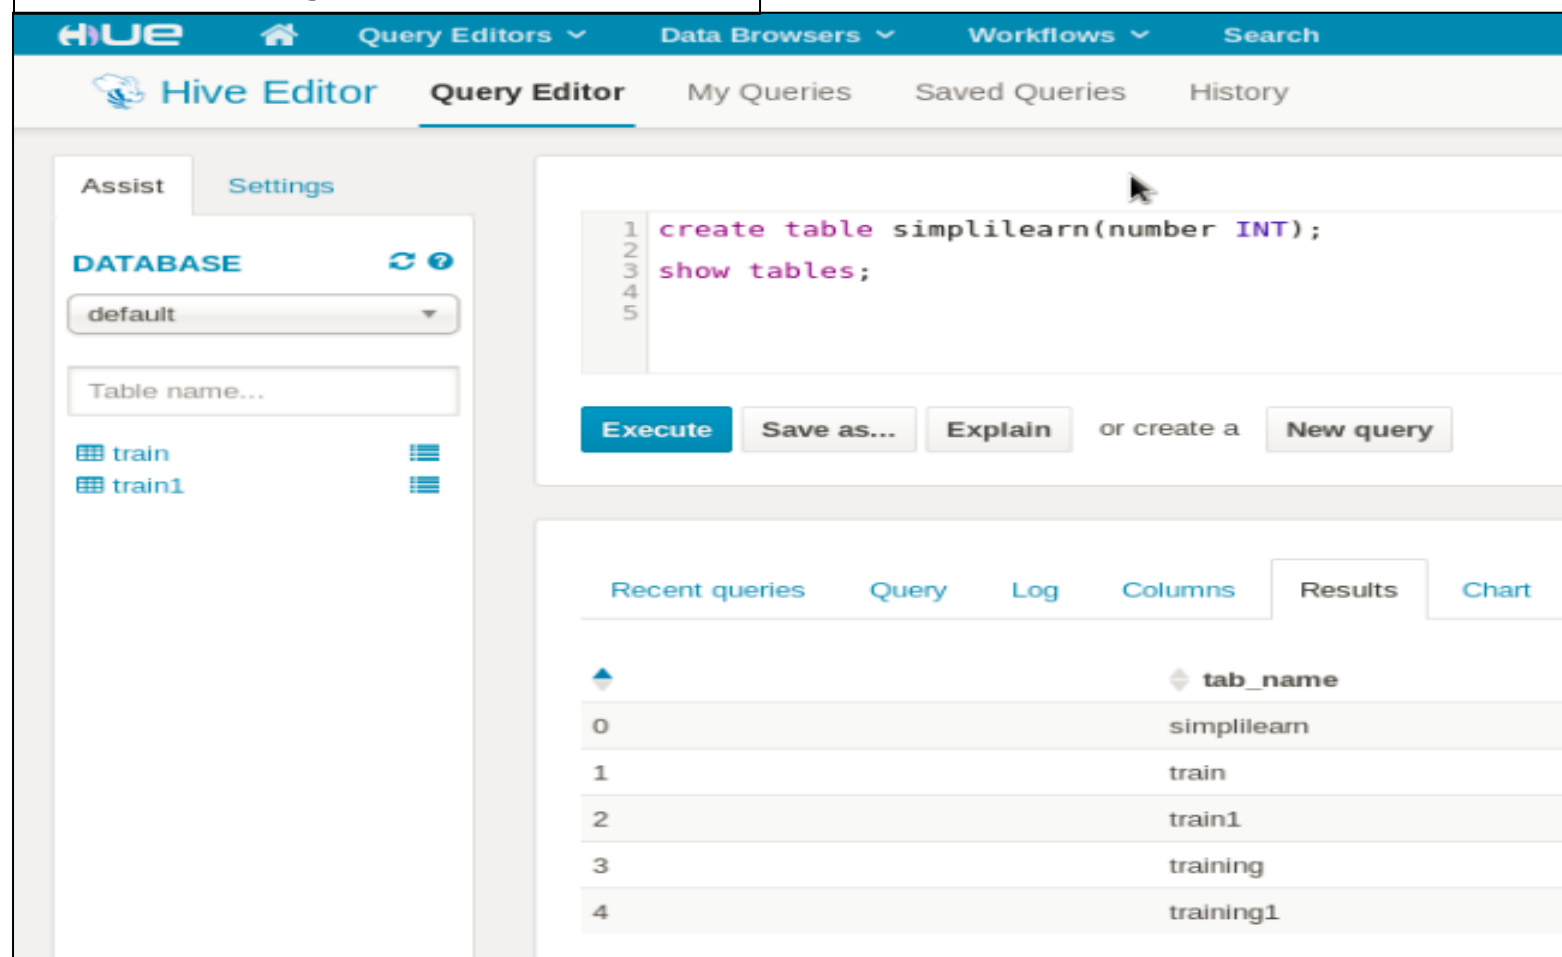 HUE Query Editors Data Browsers Workflows Search
Hive Editor Query Editor My Queries Saved Queries History
Assist Settings
DATABASE
default
Table name...
train
train1
1 create table simplilearn(number INT);
2
3 show tables;
4
5
Execute Save as... Explain or create a New query
Recent queries Query Log Columns Results Chart
tab_name
0 simplilearn
1 train
2 train1
3 training
4 training1